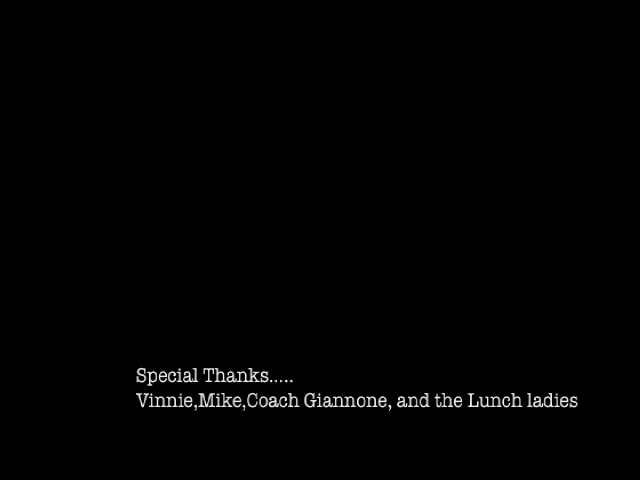 Special Thanks.....
Vinnie,Mike,Coach Giannone, and the Lunch ladies